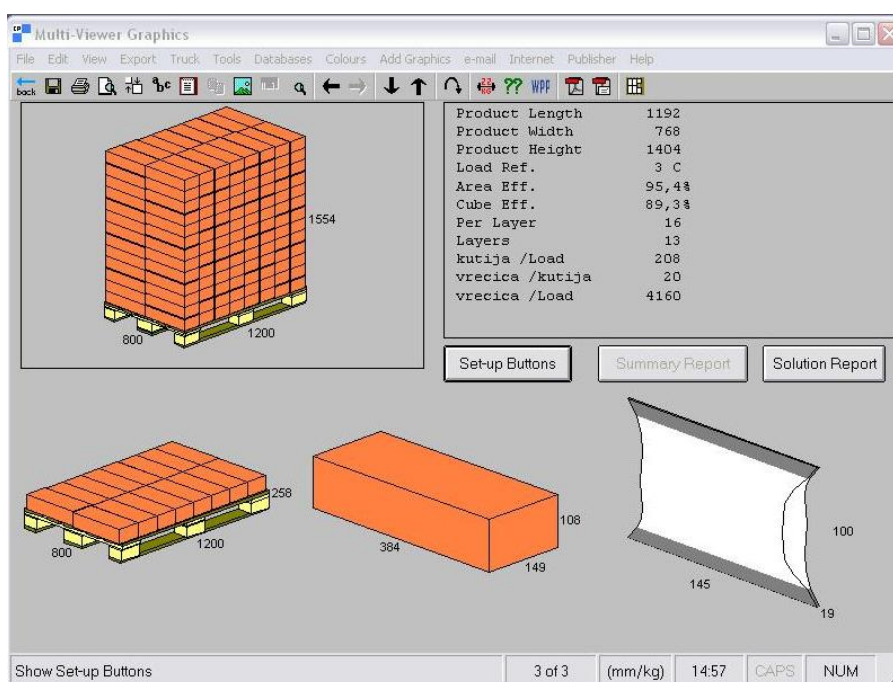 Multi-Viewer Graphics
File Edit View Export Truck Tools Databases Colours Add Graphics e-mail Internet Publisher Help
back abc ?? WPF
Product Length 1192
Product Width 768
Product Height 1404
Load Ref. 3 C
Area Eff. 95,4%
Cube Eff. 89,3%
Per Layer 16
Layers 13
kutija /Load 208
vrecica /kutija 20
vrecica /Load 4160
1554
800 1200
Set-up Buttons Summary Report Solution Report
258
800 1200
108
384 149
100
145
19
Show Set-up Buttons 3 of 3 (mm/kg) 14:57 CAPS NUM